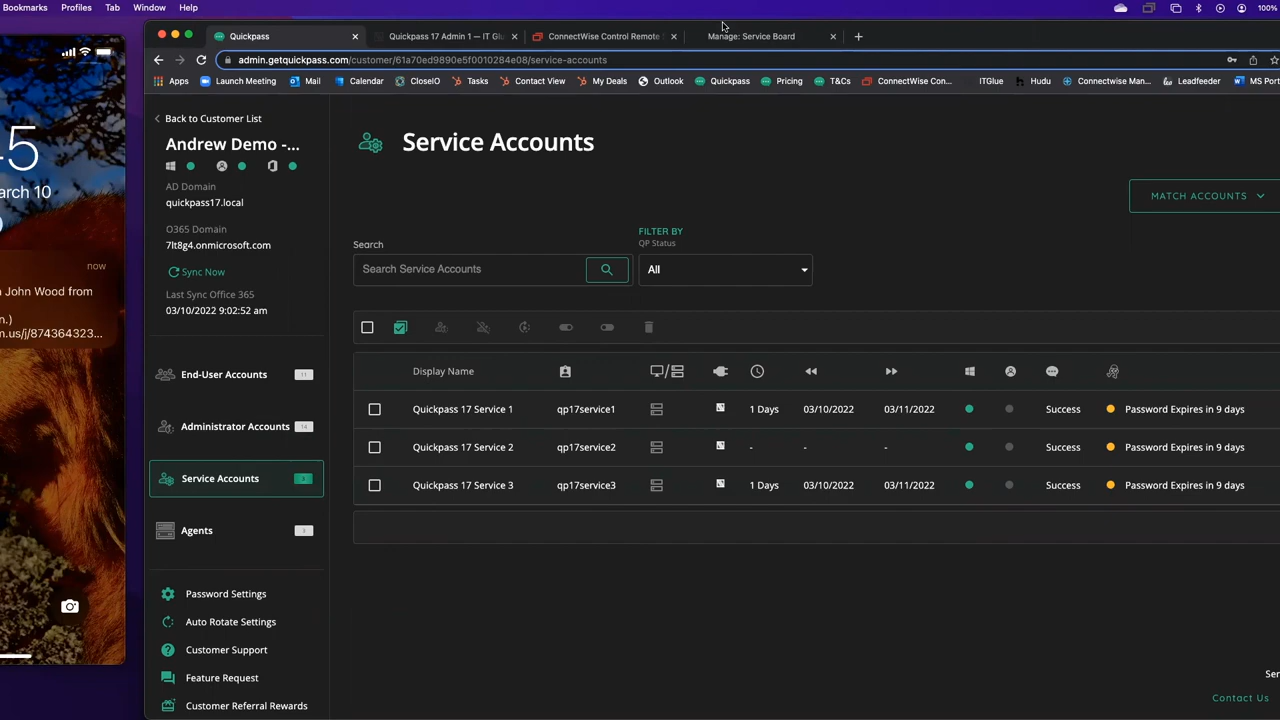 Bookmarks Profiles Tab Window Help
100%
Quickpass
Quickpass 17 Admin 1 — IT Glu
ConnectWise Control Remote
Manage: Service Board
admin.getquickpass.com/customer/61a70ed9890e5f0010284e08/service-accounts
Apps Launch Meeting Mail Calendar CloseIO Tasks Contact View My Deals Outlook Quickpass Pricing T&Cs ConnectWise Con... ITGlue Hudu Connectwise Man... Leadfeeder MS Port
45
arch 10
now
John Wood from
n.)
m.us/j/874364323...
Back to Customer List
Andrew Demo -...
AD Domain
quickpass17.local
O365 Domain
7lt8g4.onmicrosoft.com
Sync Now
Last Sync Office 365
03/10/2022 9:02:52 am
End-User Accounts 11
Administrator Accounts 14
Service Accounts 3
Agents 3
Password Settings
Auto Rotate Settings
Customer Support
Feature Request
Customer Referral Rewards
Service Accounts
MATCH ACCOUNTS
Search
Search Service Accounts
FILTER BY
QP Status
All
Display Name
Quickpass 17 Service 1 qp17service1 1 Days 03/10/2022 03/11/2022 Success Password Expires in 9 days
Quickpass 17 Service 2 qp17service2 - - - Success Password Expires in 9 days
Quickpass 17 Service 3 qp17service3 1 Days 03/10/2022 03/11/2022 Success Password Expires in 9 days
Ser
Contact Us